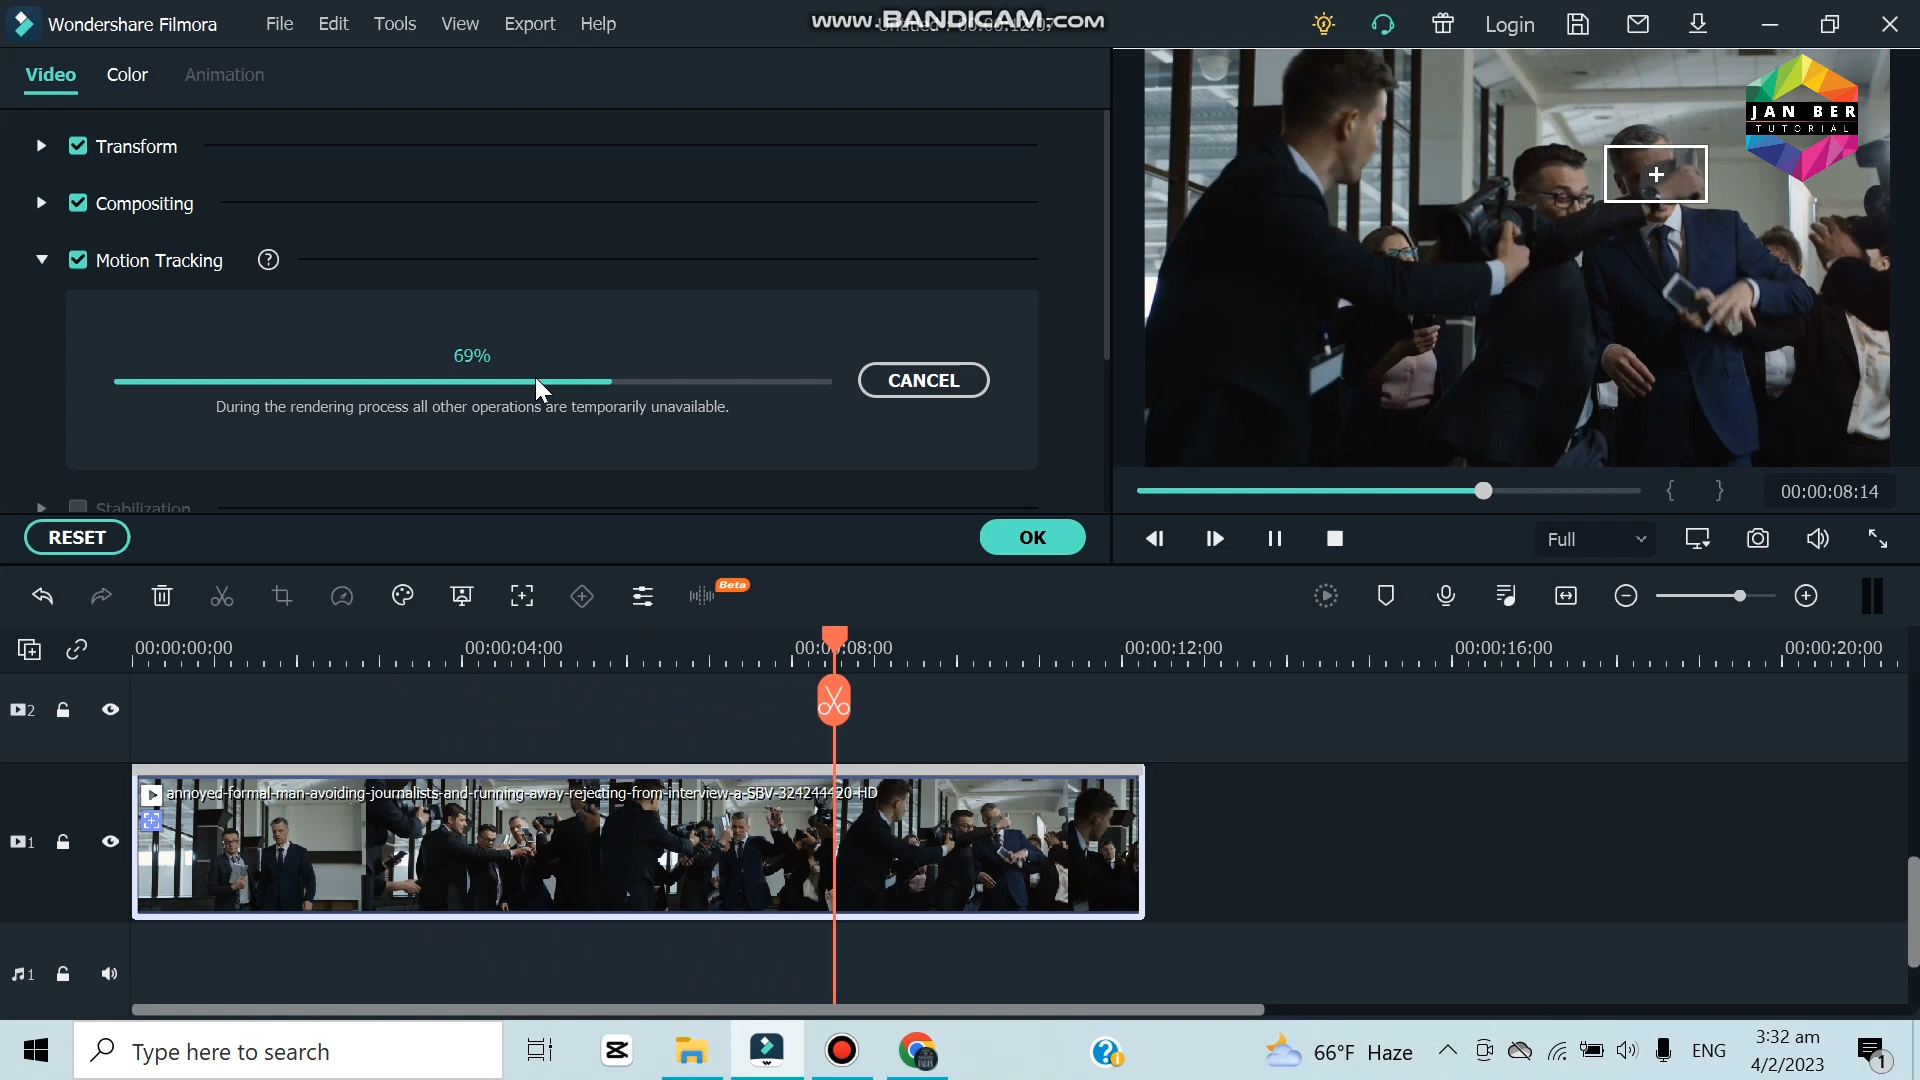 Wondershare Filmora
File Edit Tools View Export Help
WWW.BANDICAM.COM
Login
Video Color Animation
Transform
Compositing
Motion Tracking
69%
CANCEL
During the rendering process all other operations are temporarily unavailable.
Stabilization
RESET
OK
JAN BER
TUTORIAL
{ } 00:00:08:14
Full
Beta
00:00:00:00 00:00:04:00 00:00:08:00 00:00:12:00 00:00:16:00 00:00:20:00
2
annoyed-formal-man-avoiding-journalists-and-running-away-rejecting-from-interview-a-SBV-324244420-HD
1
1
Type here to search
66°F Haze
ENG
3:32 am
4/2/2023
1